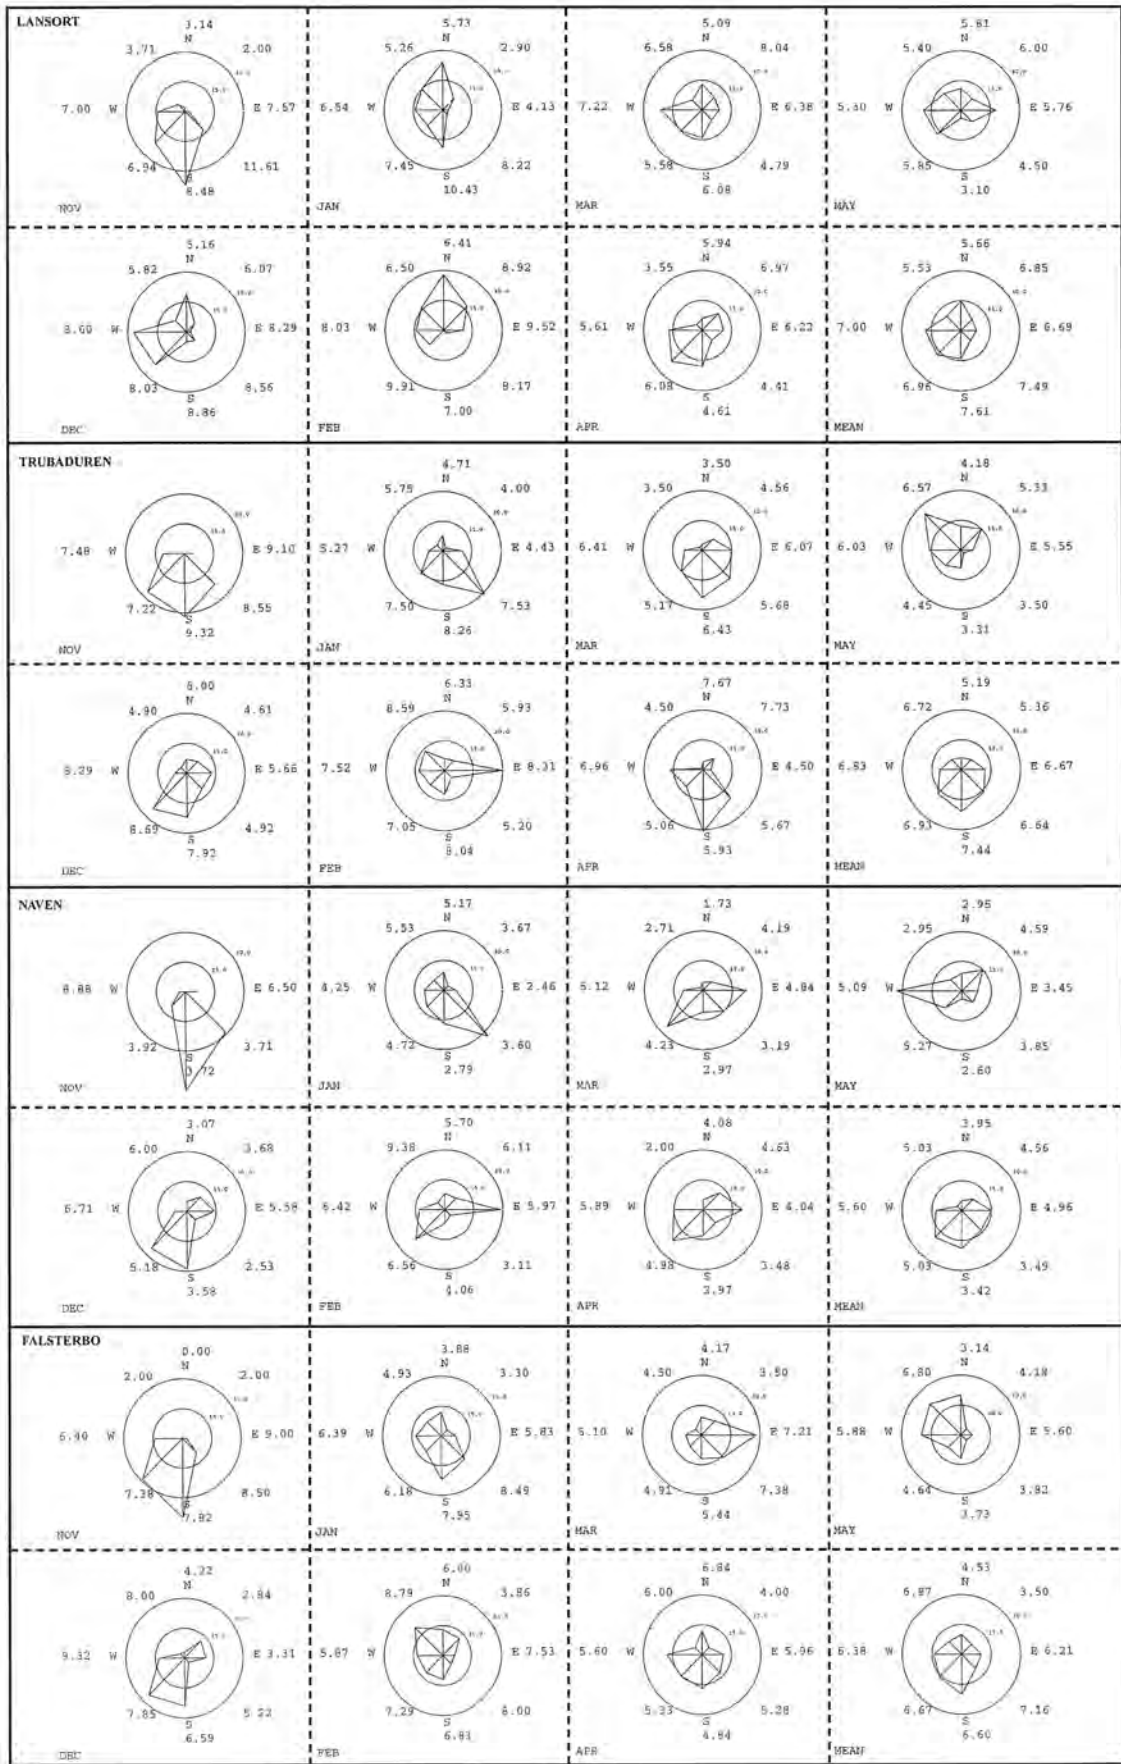 LANSORT
3.14
N
3.71 2.00
7.00 W E 7.57
6.94 11.61
S
8.48
NOV
5.73
N
5.26 2.90
6.54 W E 4.13
7.45 8.22
S
10.43
JAN
5.09
N
6.58 8.04
7.22 W E 6.38
5.58 4.79
S
6.08
MAR
5.81
N
5.40 6.00
5.30 W E 5.76
5.85 4.50
S
3.10
MAY
5.16
N
5.82 6.07
8.60 W E 8.29
8.03 8.56
S
8.86
DEC
6.41
N
6.50 8.92
8.03 W E 9.52
9.91 8.17
S
7.00
FEB
5.94
N
3.55 6.97
5.61 W E 6.22
6.08 4.41
S
4.61
APR
5.66
N
5.53 6.85
7.00 W E 6.69
6.96 7.49
S
7.61
MEAN
TRUBADUREN
7.48 W E 9.10
7.22 8.55
S
9.32
NOV
4.71
N
5.75 4.00
5.27 W E 4.43
7.50 7.53
S
8.26
JAN
3.50
N
3.50 4.56
6.41 W E 6.07
5.17 5.68
S
6.43
MAR
4.18
N
6.57 5.33
6.03 W E 5.55
4.45 3.50
S
3.31
MAY
N
4.90 4.61
8.29 W E 5.66
8.69 4.92
S
7.92
DEC
6.33
N
8.59 5.93
7.52 W E 8.31
7.05 5.20
S
8.04
FEB
7.67
N
4.50 7.73
6.96 W E 4.50
5.06 5.67
S
5.93
APR
5.19
N
6.72 5.36
6.83 W E 6.67
6.93 6.64
S
7.44
MEAN
NAVEN
8.88 W E 6.50
3.92 3.71
S
NOV
5.17
N
5.53 3.67
4.25 W E 2.46
4.72 3.60
S
2.79
JAN
1.73
N
2.71 4.19
W E 4.84
4.23 3.19
S
2.97
MAR
2.95
N
2.95 4.59
5.09 W E 3.45
5.27 3.85
S
2.60
MAY
3.07
N
6.00 3.68
6.71 W E 5.58
5.18 2.53
S
3.58
DEC
5.70
N
9.38 6.11
6.42 W E 5.97
6.56 3.11
S
4.06
FEB
4.08
N
2.00 4.63
5.89 W E 4.04
4.98 3.48
S
3.97
APR
3.95
N
5.03 4.56
5.60 W E 4.96
5.03 3.49
S
3.42
MEAN
FALSTERBO
0.00
N
2.00 2.00
6.40 W E 9.00
7.38 8.50
S
7.82
NOV
3.88
N
4.93 3.30
6.39 W E 5.83
6.18 8.49
S
7.95
JAN
4.17
N
4.50 3.50
5.10 W E 7.21
4.91 7.38
S
5.44
MAR
3.14
N
6.80 4.18
5.88 W E 5.60
4.64 3.82
S
3.73
MAY
4.22
N
8.00 2.84
9.32 W E 3.31
7.85 5.22
S
6.59
DEC
6.00
N
8.79 3.86
5.87 W E 7.53
7.29 8.00
S
6.81
FEB
6.84
N
6.00 4.00
5.60 W E 5.96
5.33 5.28
S
4.84
APR
4.53
N
6.87 3.50
6.38 W E 6.21
6.67 7.16
S
6.60
MEAN